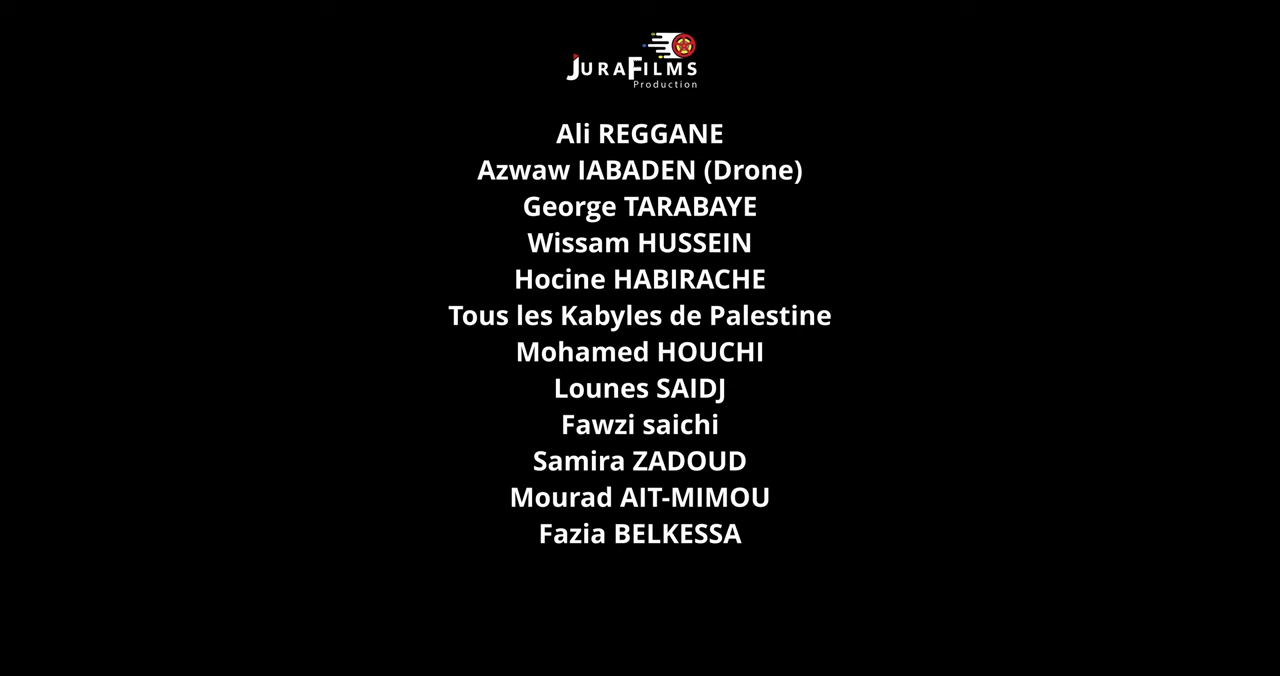 JURAFILMS
Production
Ali REGGANE
Azwaw IABADEN (Drone)
George TARABAYE
Wissam HUSSEIN
Hocine HABIRACHE
Tous les Kabyles de Palestine
Mohamed HOUCHI
Lounes SAIDJ
Fawzi saichi
Samira ZADOUD
Mourad AIT-MIMOU
Fazia BELKESSA